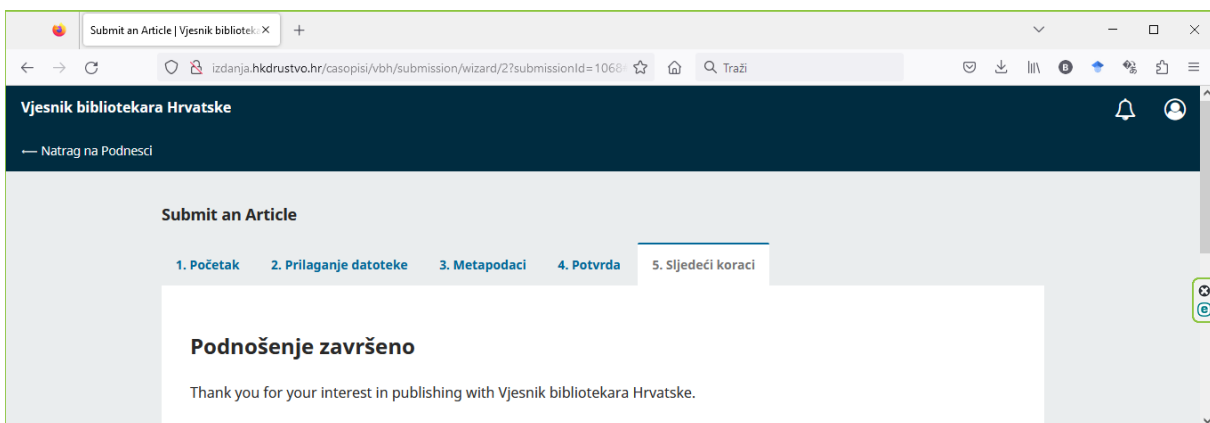 Submit an Article | Vjesnik bibliotek
izdanja.hkdrustvo.hr/casopisi/vbh/submission/wizard/2?submissionId=1068
Traži
Vjesnik bibliotekara Hrvatske
← Natrag na Podnesci
Submit an Article
1. Početak 2. Prilaganje datoteke 3. Metapodaci 4. Potvrda 5. Sljedeći koraci
Podnošenje završeno
Thank you for your interest in publishing with Vjesnik bibliotekara Hrvatske.